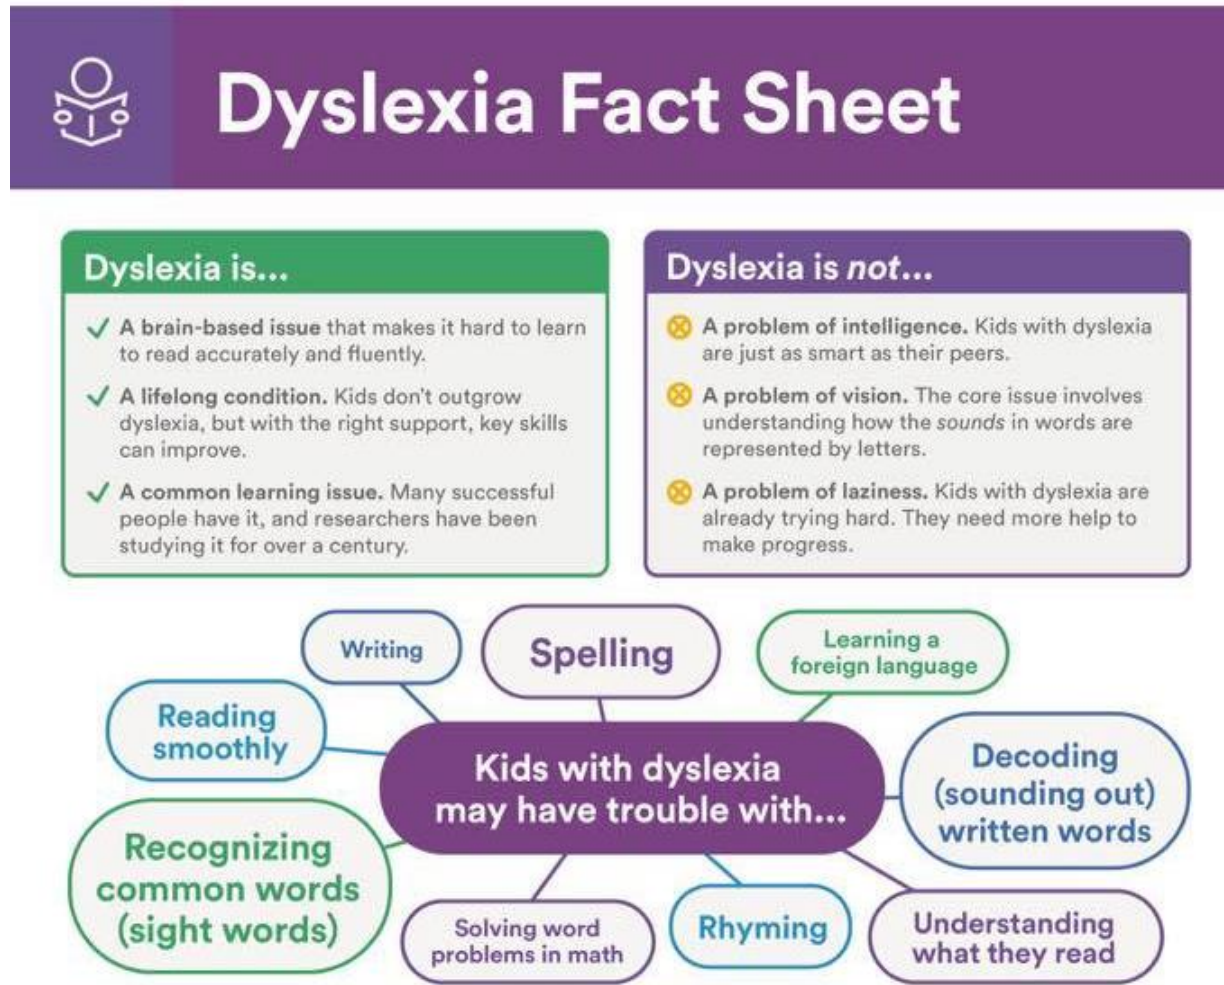 Dyslexia Fact Sheet
Dyslexia is...
A brain-based issue that makes it hard to learn
to read accurately and fluently.
A lifelong condition. Kids don't outgrow
dyslexia, but with the right support, key skills
can improve.
A common learning issue. Many successful
people have it, and researchers have been
studying it for over a century.
Dyslexia is not...
A problem of intelligence. Kids with dyslexia
are just as smart as their peers.
A problem of vision. The core issue involves
understanding how the sounds in words are
represented by letters.
A problem of laziness. Kids with dyslexia are
already trying hard. They need more help to
make progress.
Kids with dyslexia
may have trouble with...
Writing
Spelling
Learning a
foreign language
Reading
smoothly
Decoding
(sounding out)
written words
Recognizing
common words
(sight words)
Solving word
problems in math
Rhyming
Understanding
what they read